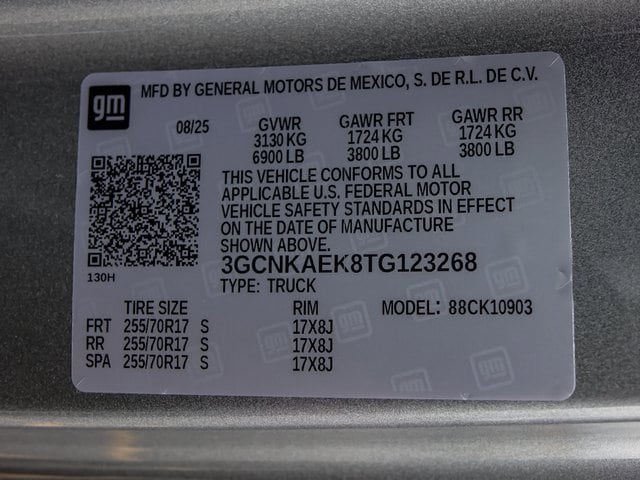 gm
MFD BY GENERAL MOTORS DE MEXICO, S. DE R.L. DE C.V.
08/25 GVWR GAWR FRT GAWR RR
3130 KG 1724 KG 1724 KG
6900 LB 3800 LB 3800 LB
THIS VEHICLE CONFORMS TO ALL
APPLICABLE U.S. FEDERAL MOTOR
VEHICLE SAFETY STANDARDS IN EFFECT
ON THE DATE OF MANUFACTURE
SHOWN ABOVE.
3GCNKAEK8TG123268
130H
TYPE: TRUCK
TIRE SIZE RIM MODEL: 88CK10903
FRT 255/70R17 S 17X8J
RR 255/70R17 S 17X8J
SPA 255/70R17 S 17X8J